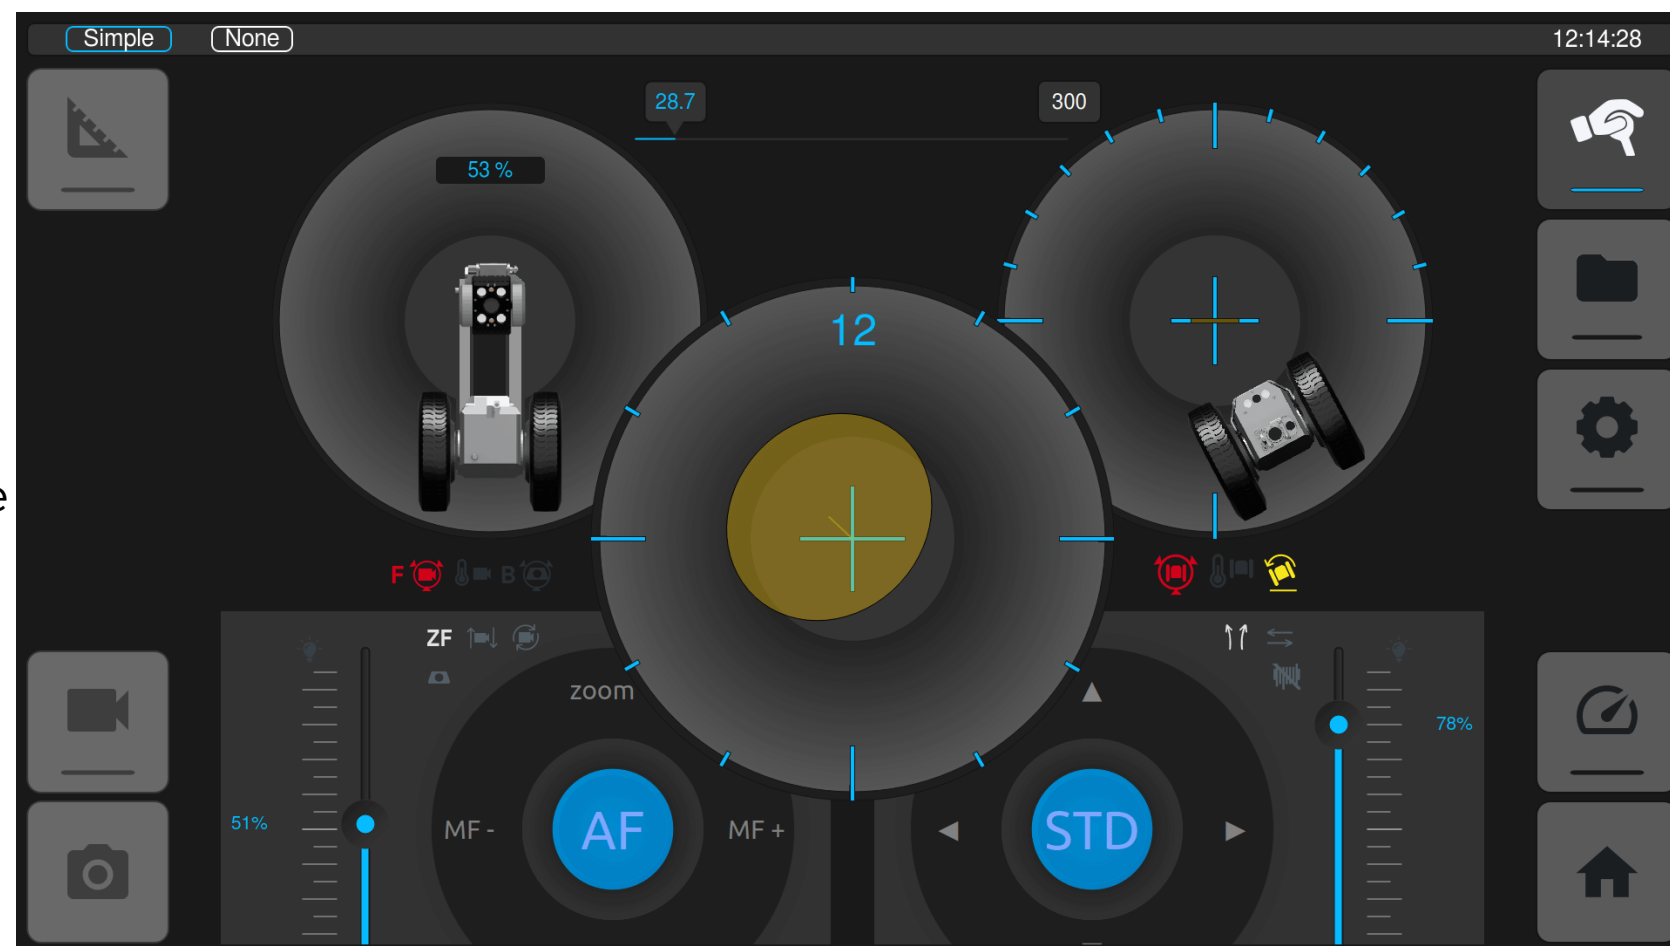 Simple None 12:14:28
28.7 300
53 %
12
e
F B
ZF
zoom
78%
51%
MF - AF MF + STD